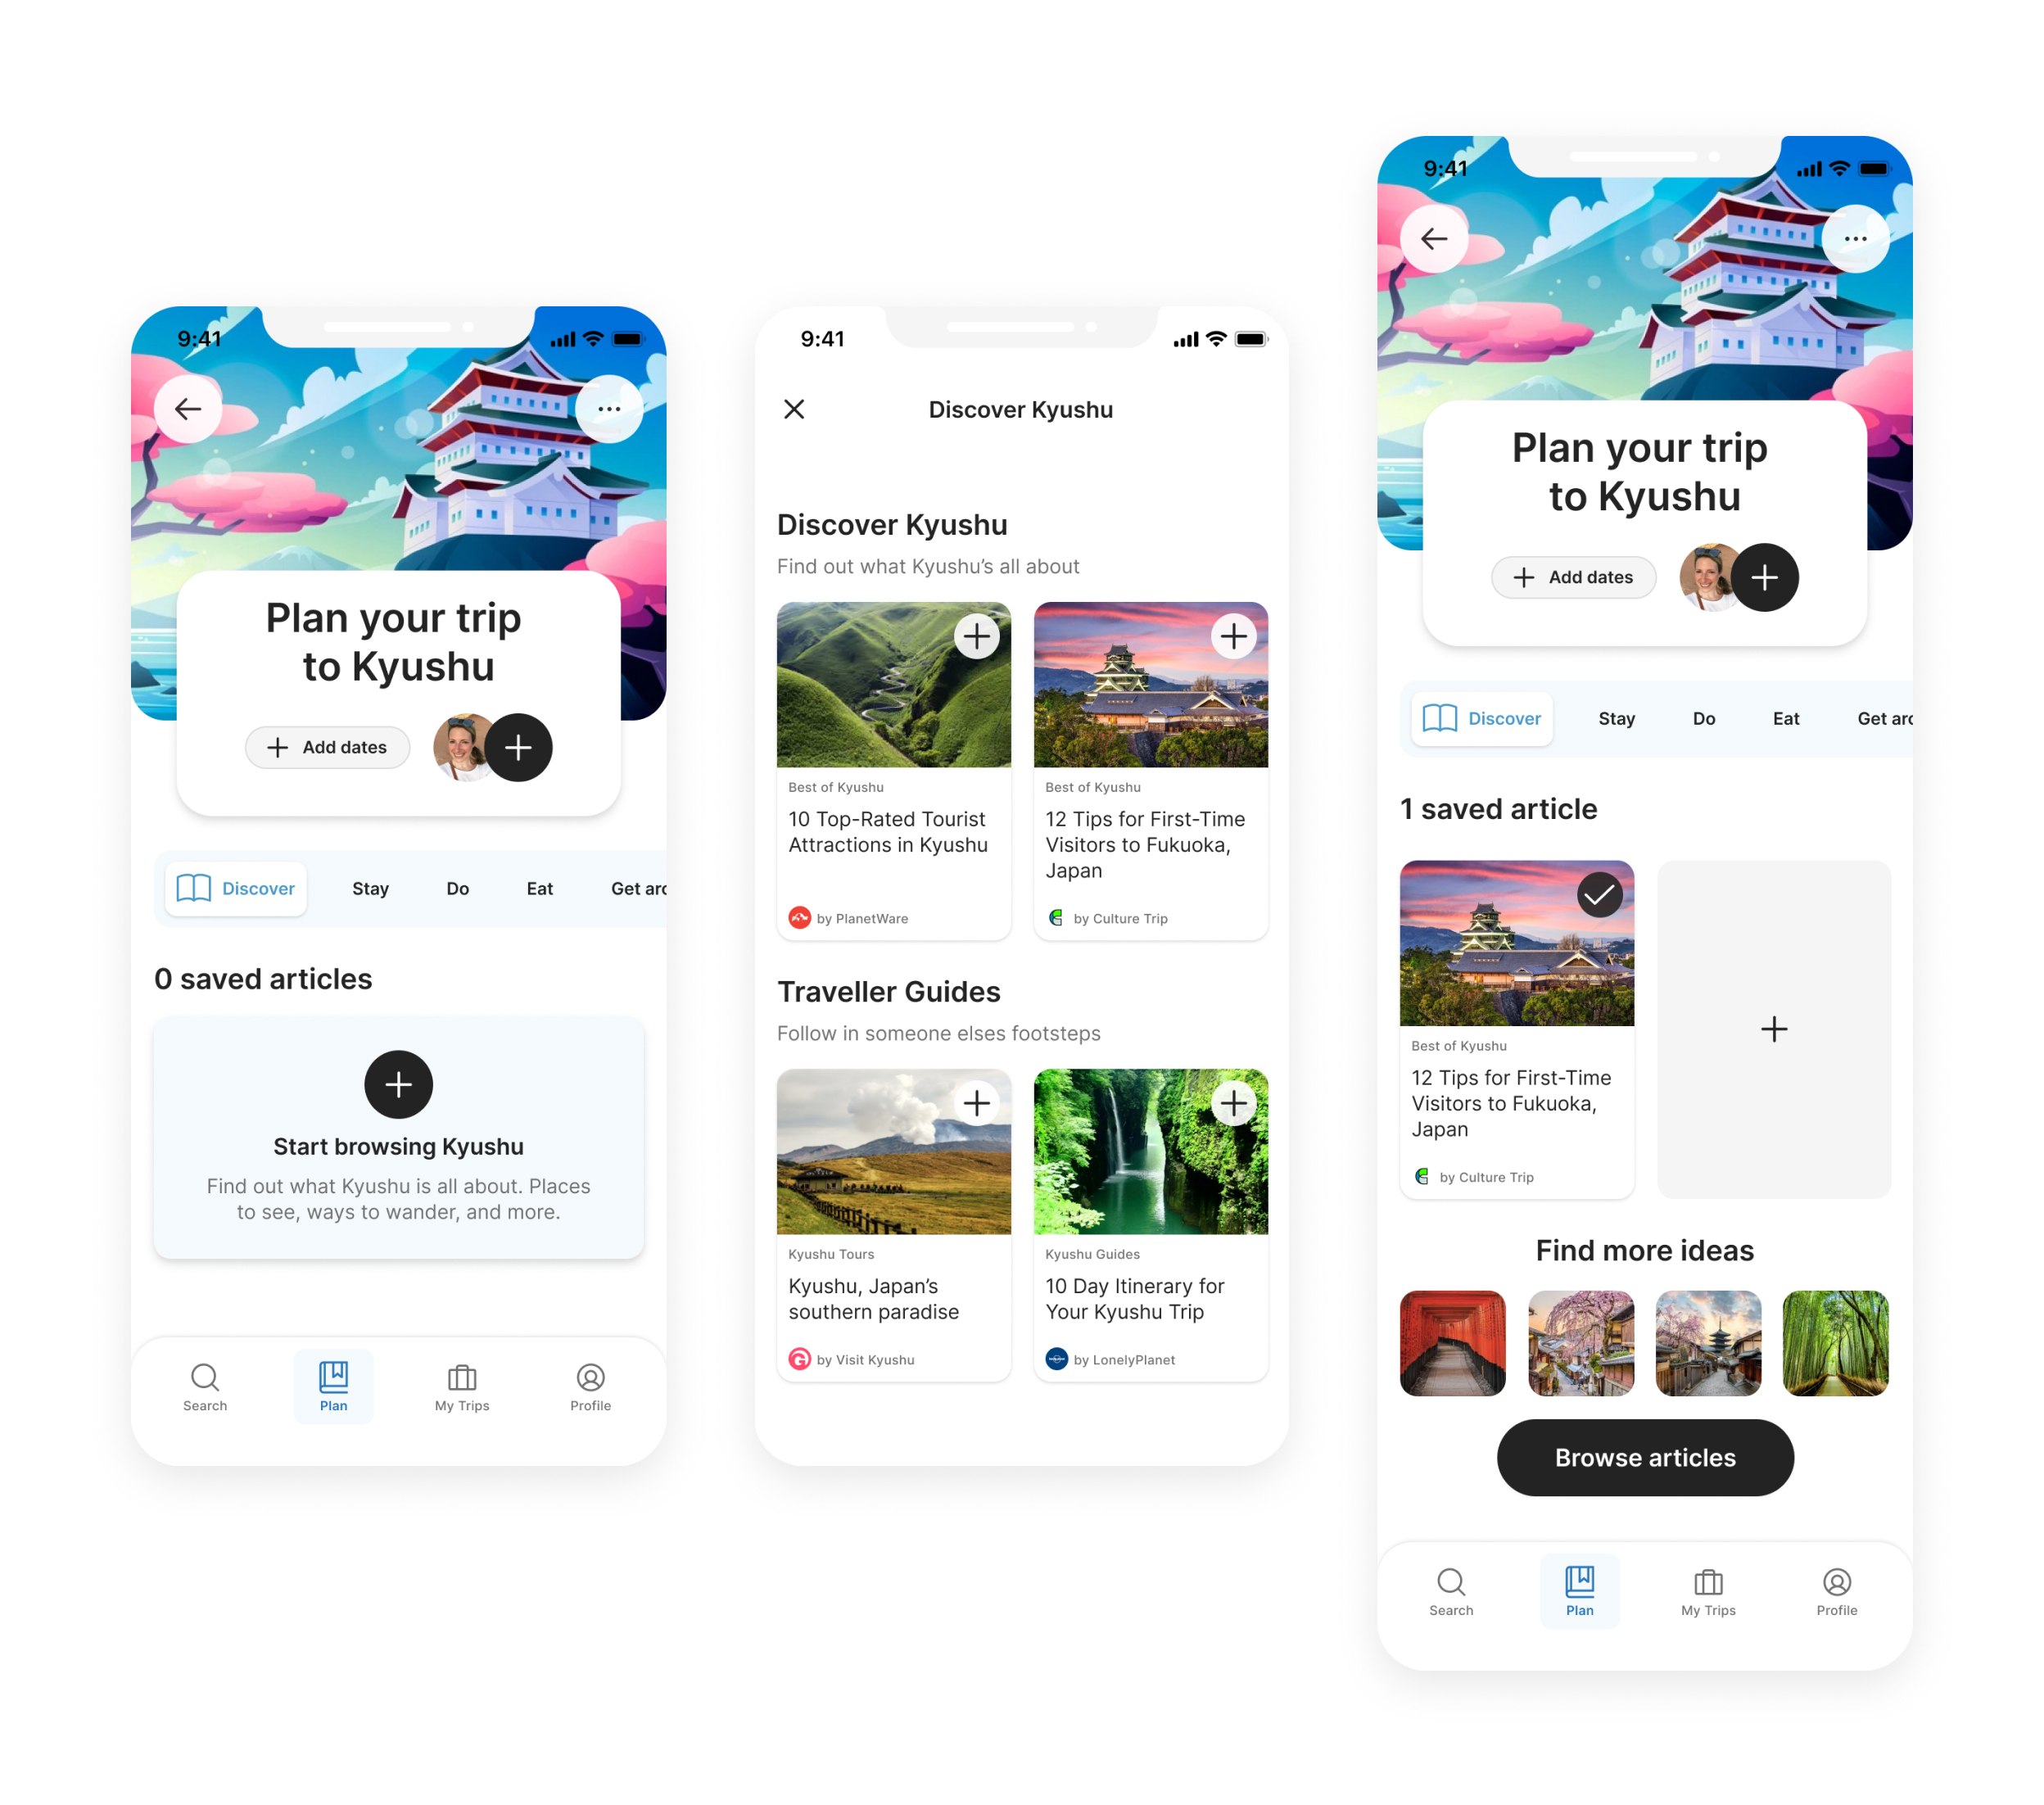 9:41
Plan your trip
to Kyushu
Add dates
Discover Stay Do Eat Get arc
0 saved articles
Start browsing Kyushu
Find out what Kyushu is all about. Places
to see, ways to wander, and more.
Search Plan My Trips Profile
9:41
Discover Kyushu
Discover Kyushu
Find out what Kyushu’s all about
Best of Kyushu
10 Top-Rated Tourist
Attractions in Kyushu
by PlanetWare
Best of Kyushu
12 Tips for First-Time
Visitors to Fukuoka,
Japan
by Culture Trip
Traveller Guides
Follow in someone elses footsteps
Kyushu Tours
Kyushu, Japan’s
southern paradise
by Visit Kyushu
Kyushu Guides
10 Day Itinerary for
Your Kyushu Trip
by LonelyPlanet
9:41
Plan your trip
to Kyushu
Add dates
Discover Stay Do Eat Get arc
1 saved article
Best of Kyushu
12 Tips for First-Time
Visitors to Fukuoka,
Japan
by Culture Trip
Find more ideas
Browse articles
Search Plan My Trips Profile